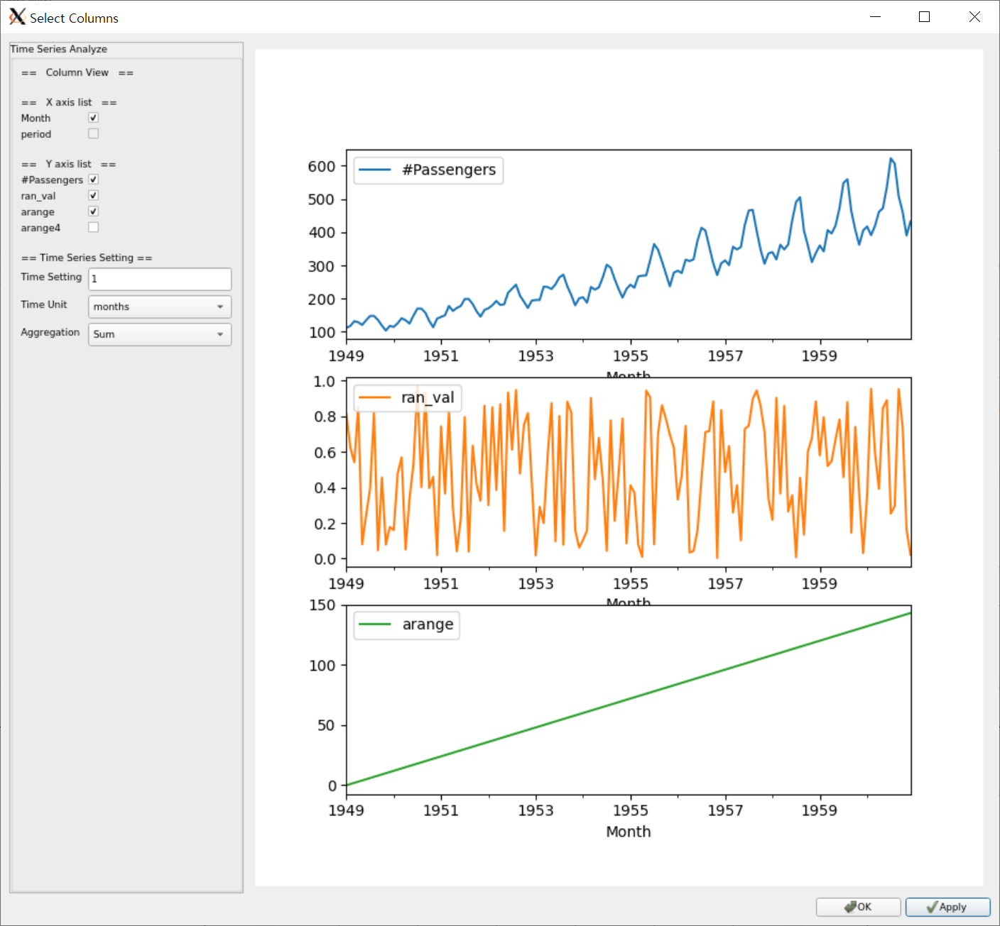 Select Columns
Time Series Analyze
== Column View ==
== X axis list ==
Month
period
== Y axis list ==
#Passengers
ran_val
arange
arange4
== Time Series Setting ==
Time Setting 1
Time Unit months
Aggregation Sum
#Passengers
600
500
400
300
200
100
1949 1951 1953 1955 1957 1959
Month
ran_val
1.0
0.8
0.6
0.4
0.2
0.0
1949 1951 1953 1955 1957 1959
Month
arange
150
100
50
0
1949 1951 1953 1955 1957 1959
Month
OK Apply